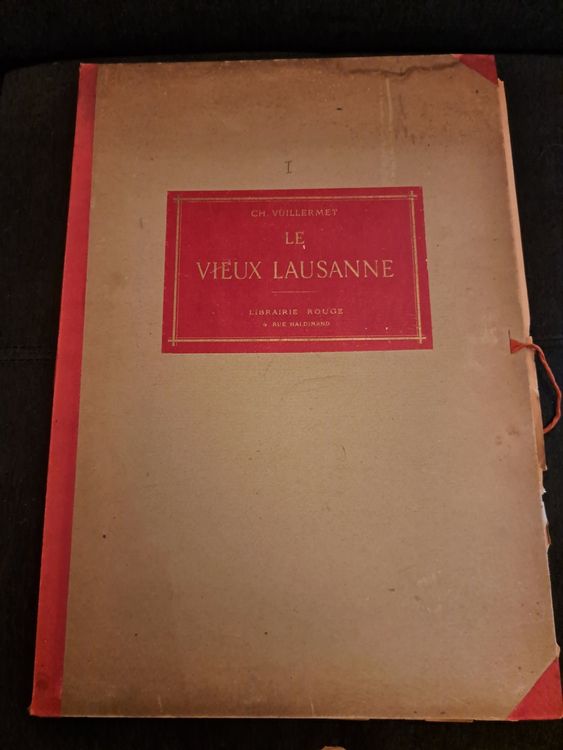 I
CH. VUILLERMET
LE
VIEUX LAUSANNE
LIBRAIRIE ROUGE
4 RUE HALDIMAND